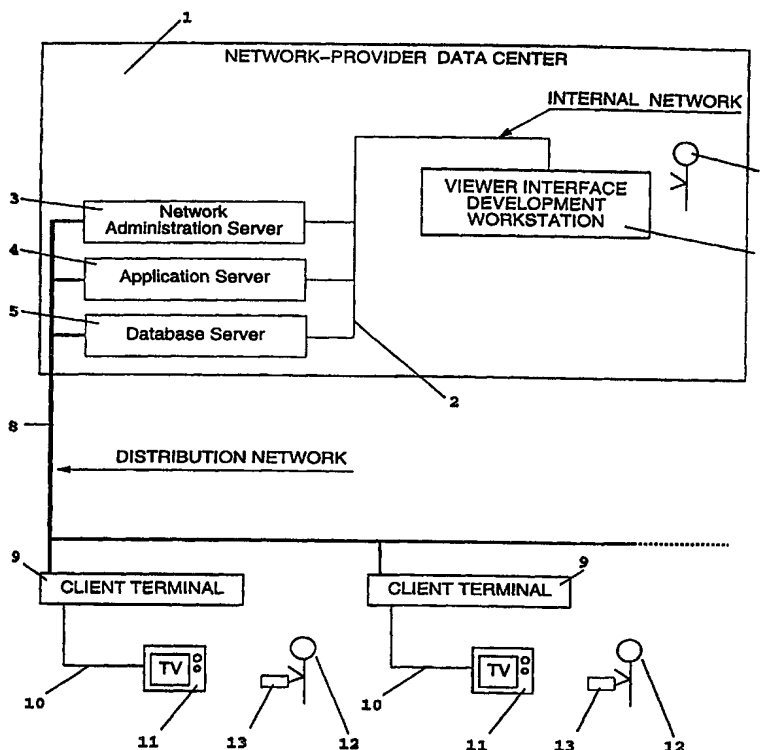 1
NETWORK-PROVIDER DATA CENTER
INTERNAL NETWORK
VIEWER INTERFACE
DEVELOPMENT
WORKSTATION
3
Network
Administration Server
4
Application Server
5
Database Server
2
8
DISTRIBUTION NETWORK
9
CLIENT TERMINAL
CLIENT TERMINAL
9
TV
TV
10
11
13
12
10
11
13
12